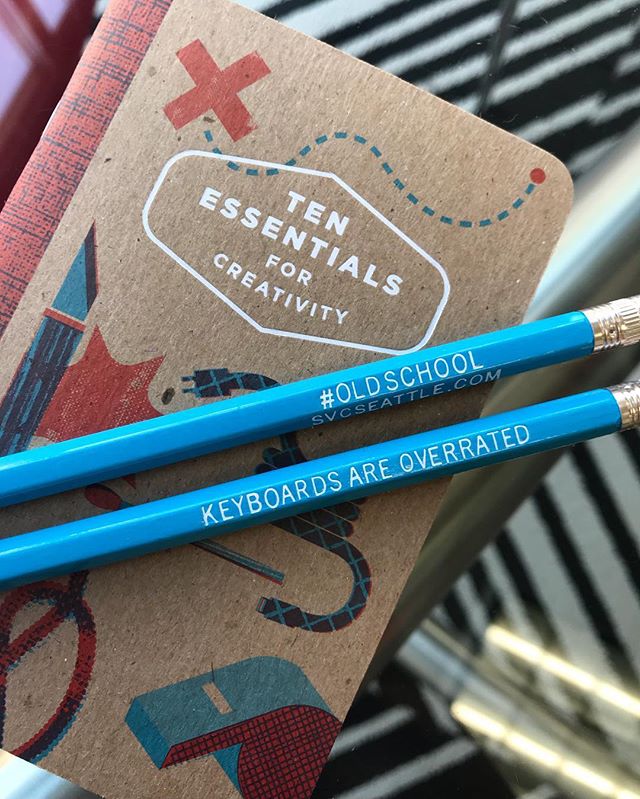 TEN
ESSENTIALS
FOR
CREATIVITY
#OLDSCHOOL
SVCSEATTLE.COM
KEYBOARDS ARE OVERRATED